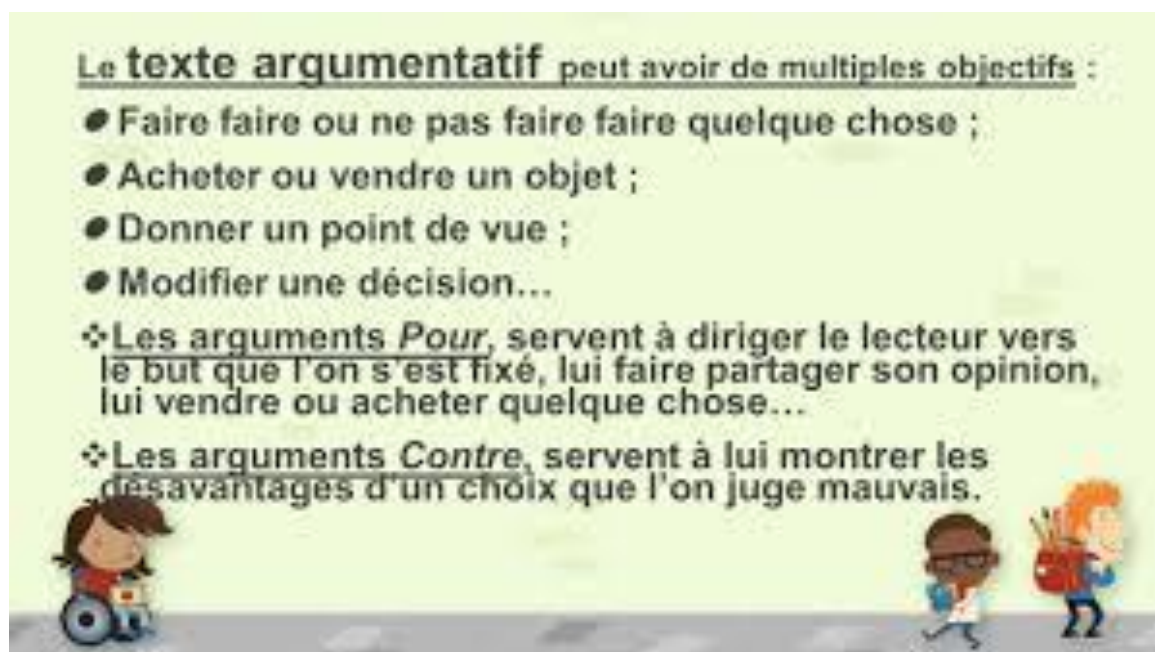 Le texte argumentatif peut avoir de multiples objectifs :
● Faire faire ou ne pas faire faire quelque chose ;
● Acheter ou vendre un objet ;
● Donner un point de vue ;
● Modifier une décision...
❖Les arguments Pour, servent à diriger le lecteur vers
le but que l'on s'est fixé, lui faire partager son opinion,
lui vendre ou acheter quelque chose...
❖Les arguments Contre, servent à lui montrer les
désavantages d'un choix que l'on juge mauvais.